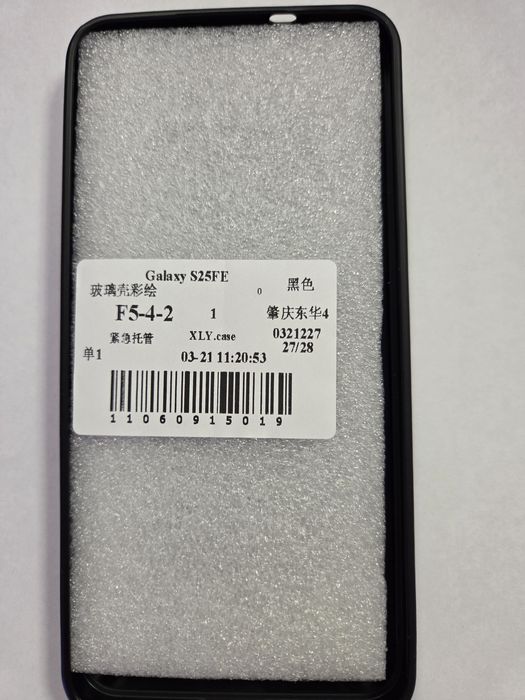 Galaxy S25FE
玻璃壳彩绘 0 黑色
F5-4-2 1 肇庆东华4
紧急托管 XLY.case 0321227
单1 03-21 11:20:53 27/28
11060915019